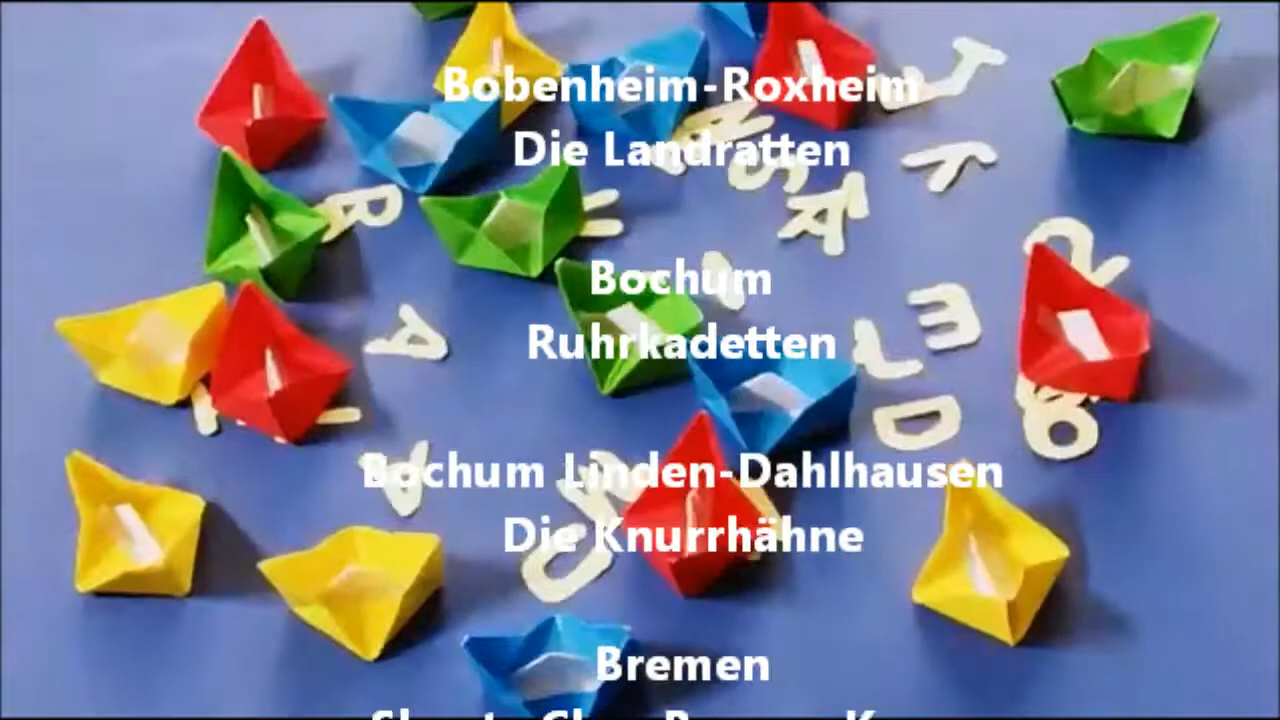 Bobenheim-Roxheim
Die Landratten
Bochum
Ruhrkadetten
Bochum Linden-Dahlhausen
Die Knurrhähne
Bremen